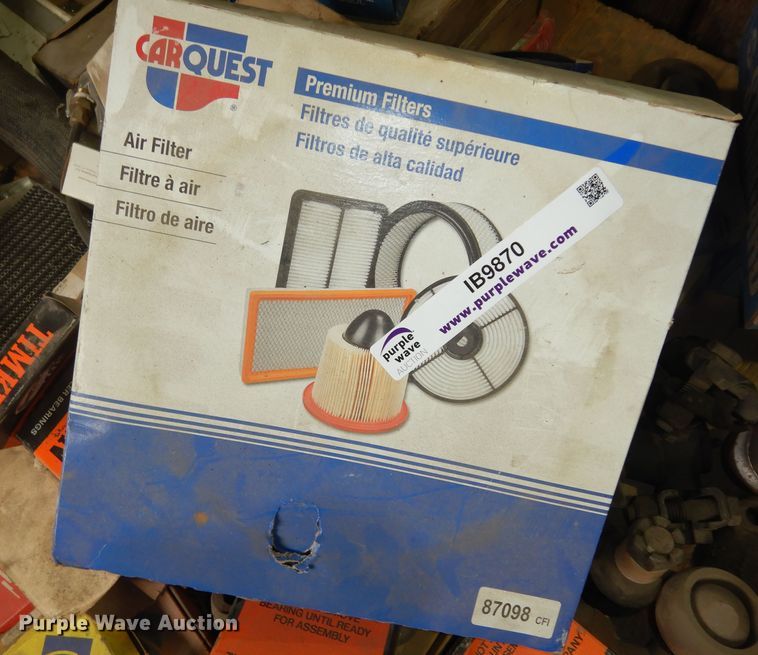 CARQUEST
®
Premium Filters
Filtres de qualité supérieure
Filtros de alta calidad
Air Filter
Filtre à air
Filtro de aire
IB9870
www.purplewave.com
purple
wave
AUCTION
TIMK
BEARINGS
87098 CFI
BEARING UNTIL READY
FOR ASSEMBLY
Purple Wave Auction